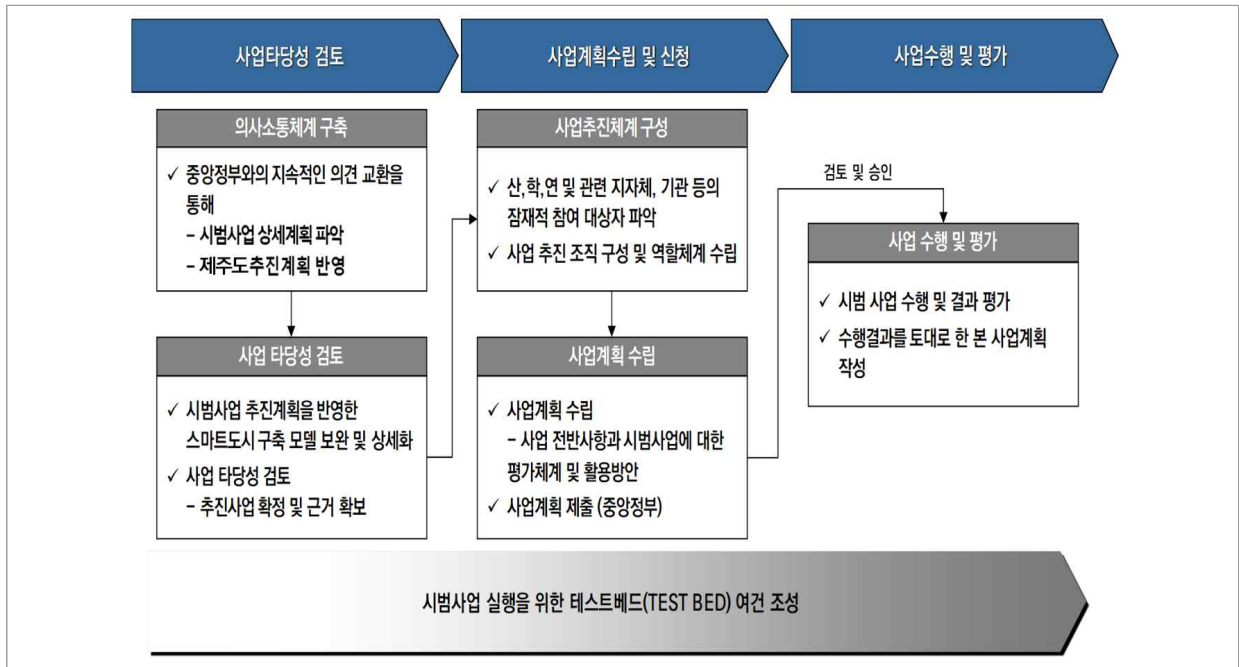 사업타당성 검토
사업계획수립 및 신청
사업수행 및 평가
의사소통체계 구축
✓ 중앙정부와의 지속적인 의견 교환을
통해
– 시범사업 상세계획 파악
– 제주도추진계획 반영
사업 타당성 검토
✓ 시범사업 추진계획을 반영한
스마트도시 구축 모델 보완 및 상세화
✓ 사업 타당성 검토
– 추진사업 확정 및 근거 확보
사업추진체계 구성
✓ 산,학,연 및 관련 지자체, 기관 등의
잠재적 참여 대상자 파악
✓ 사업 추진 조직 구성 및 역할체계 수립
사업계획 수립
✓ 사업계획 수립
– 사업 전반사항과 시범사업에 대한
평가체계 및 활용방안
✓ 사업계획 제출 (중앙정부)
검토 및 승인
사업 수행 및 평가
✓ 시범 사업 수행 및 결과 평가
✓ 수행결과를 토대로 한 본 사업계획
작성
시범사업 실행을 위한 테스트베드(TEST BED) 여건 조성